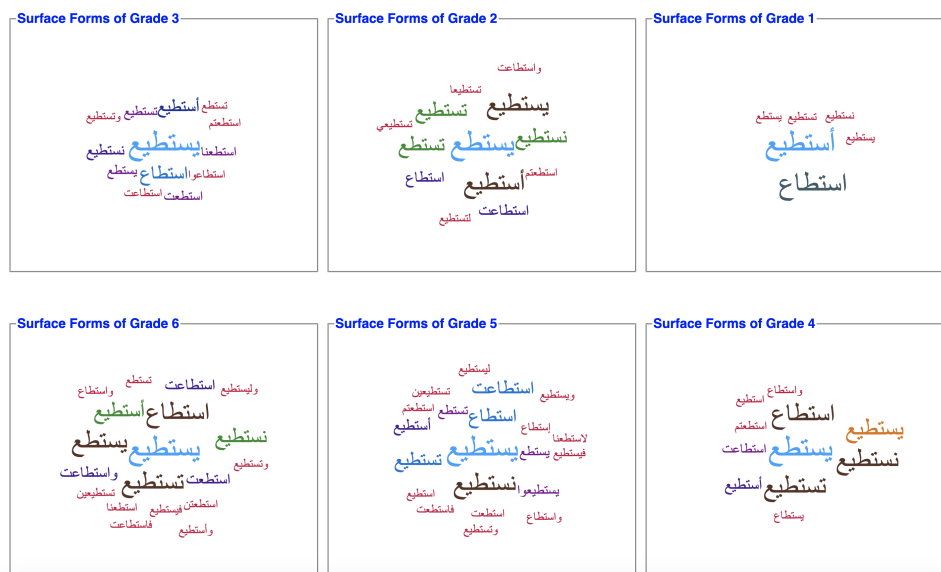 Surface Forms of Grade 3
تستطع
أستطيع
تستطيع
وتستطيع
استطعتم
يستطيع
استطعنا
نستطيع
استطاعوا
استطاع
يستطع
استطعت
استطاعت
Surface Forms of Grade 2
واستطاعت
تستطيعا
يستطيع
تستطيع
تستطيعي
نستطيع
يستطع
تستطع
استطعتم
أستطيع
استطاع
استطاعت
لتستطيع
Surface Forms of Grade 1
نستطيع
تستطيع
يستطع
يستطيع
أستطيع
استطاع
Surface Forms of Grade 6
وليستطيع
استطاعت
تستطع
واستطاع
استطاع
أستطيع
نستطيع
يستطع
يستطيع
وتستطيع
استطعت
تستطيع
واستطاعت
تستطيعين
استطعتن
فيستطيع
استطعنا
فاستطاعت
وأستطيع
Surface Forms of Grade 5
ليستطيع
ويستطيع
استطاعت
تستطيعين
استطاع
تستطع
استطعتم
أستطيع
إستطاع
لاستطعنا
فيستطيع
يستطع
يستطيع
تستطيع
يستطيعوا
نستطيع
استطيع
فاستطعت
استطعت
واستطاع
وتستطيع
Surface Forms of Grade 4
واستطاع
استطيع
استطاع
استطعتم
يستطيع
استطاعت
يستطيع
نستطيع
أستطيع
تستطيع
يستطاع